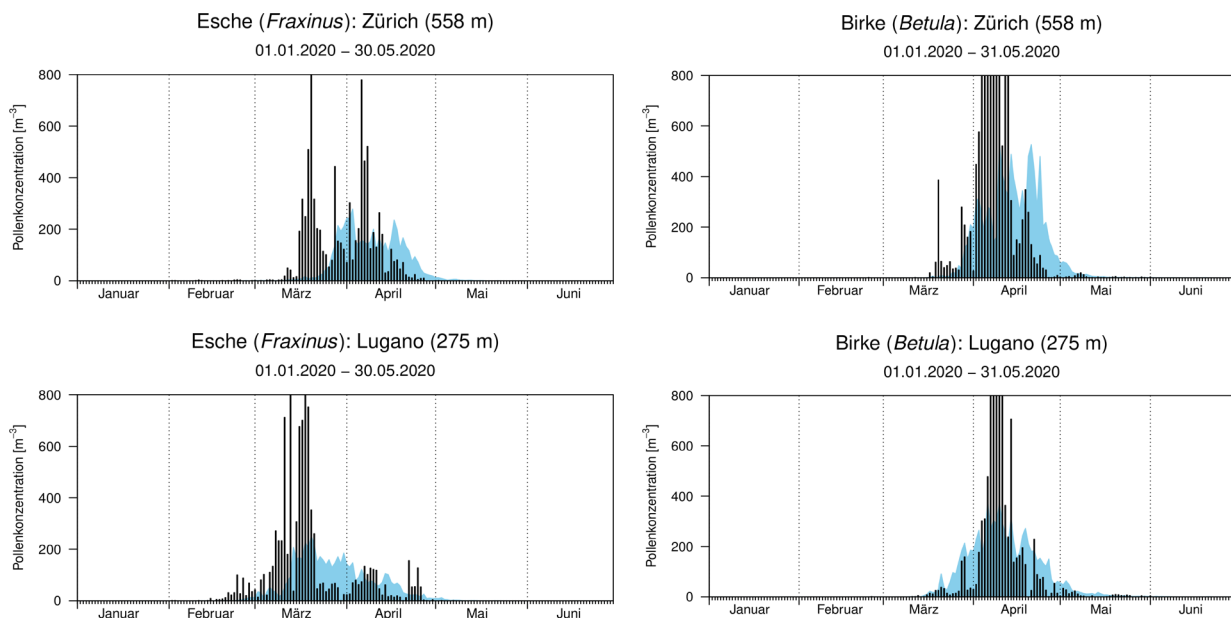 Esche (Fraxinus): Zürich (558 m)
01.01.2020 – 30.05.2020
Pollenkonzentration [m⁻³]
800
600
400
200
0
Januar Februar März April Mai Juni
Birke (Betula): Zürich (558 m)
01.01.2020 – 31.05.2020
Pollenkonzentration [m⁻³]
800
600
400
200
0
Januar Februar März April Mai Juni
Esche (Fraxinus): Lugano (275 m)
01.01.2020 – 30.05.2020
Pollenkonzentration [m⁻³]
800
600
400
200
0
Januar Februar März April Mai Juni
Birke (Betula): Lugano (275 m)
01.01.2020 – 31.05.2020
Pollenkonzentration [m⁻³]
800
600
400
200
0
Januar Februar März April Mai Juni